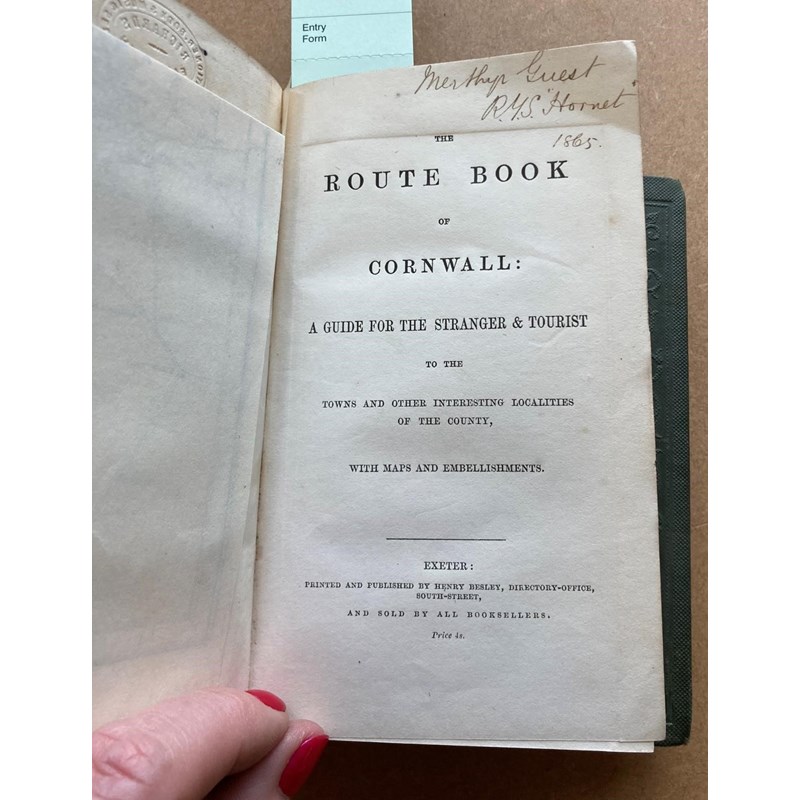 Entry
Form
Merthyr Guest
R.Y.S. "Hornet
1865.
THE
ROUTE BOOK
OF
CORNWALL:
A GUIDE FOR THE STRANGER & TOURIST
TO THE
TOWNS AND OTHER INTERESTING LOCALITIES
OF THE COUNTY,
WITH MAPS AND EMBELLISHMENTS.
EXETER:
PRINTED AND PUBLISHED BY HENRY BESLEY, DIRECTORY-OFFICE,
SOUTH-STREET,
AND SOLD BY ALL BOOKSELLERS.
Price 4s.